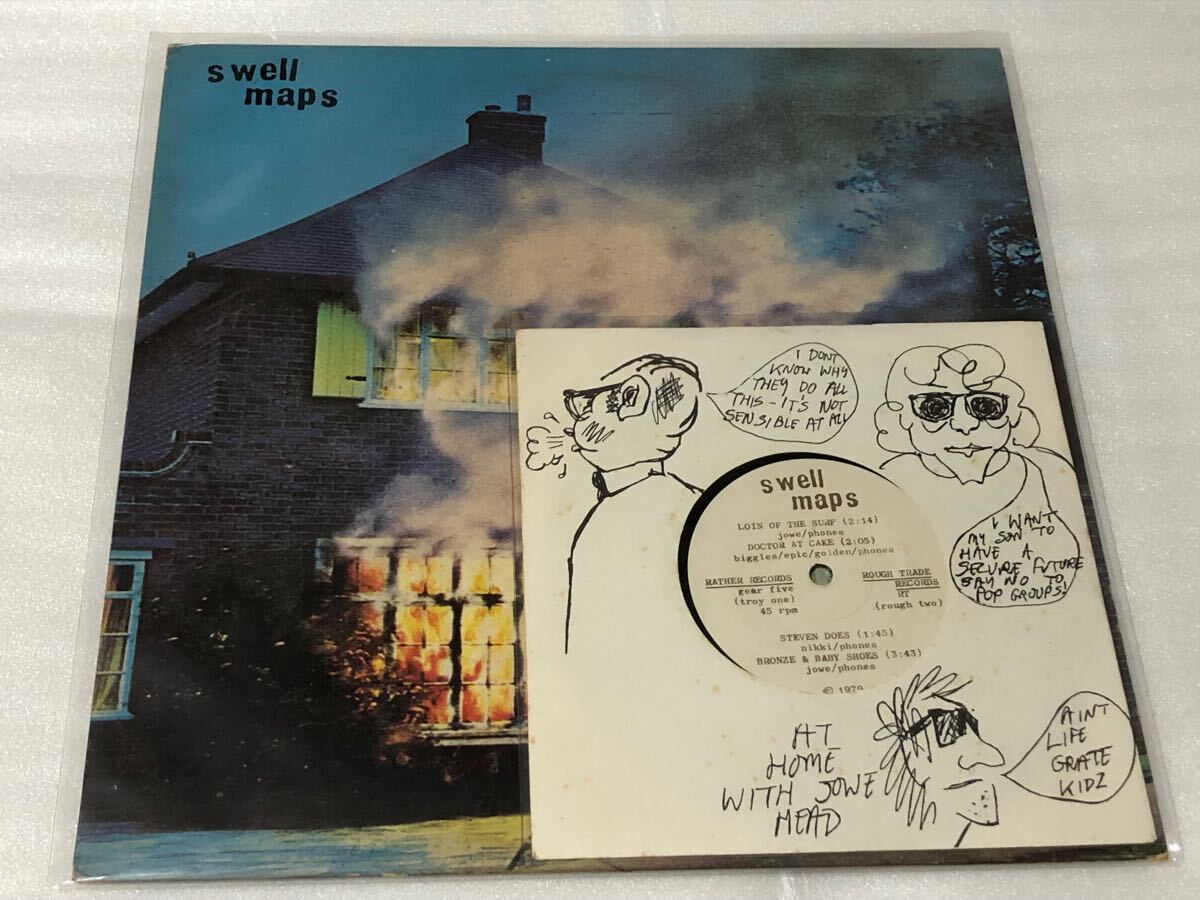 swell
maps
I DONT
KNOW WHY
THEY DO ALL
THIS - IT'S NOT
SENSIBLE AT ALL
swell
maps
LOIN OF THE SURF (2:14)
jowe/phones
DOCTOR AT CAKE (2:05)
biggles/epic/golden/phones
RATHER RECORDS
gear five
(troy one)
45 rpm
ROUGH TRADE
RECORDS
RT
(rough two)
STEVEN DOES (1:45)
nikki/phones
BRONZE & BABY SHOES (3:43)
jowe/phones
© 1979
I WANT
MY SON TO
HAVE A
SECURE FUTURE
SAY NO TO
POP GROUPS!
AT
HOME
WITH JOWE
HEAD
AINT
LIFE
GRATE
KIDZ